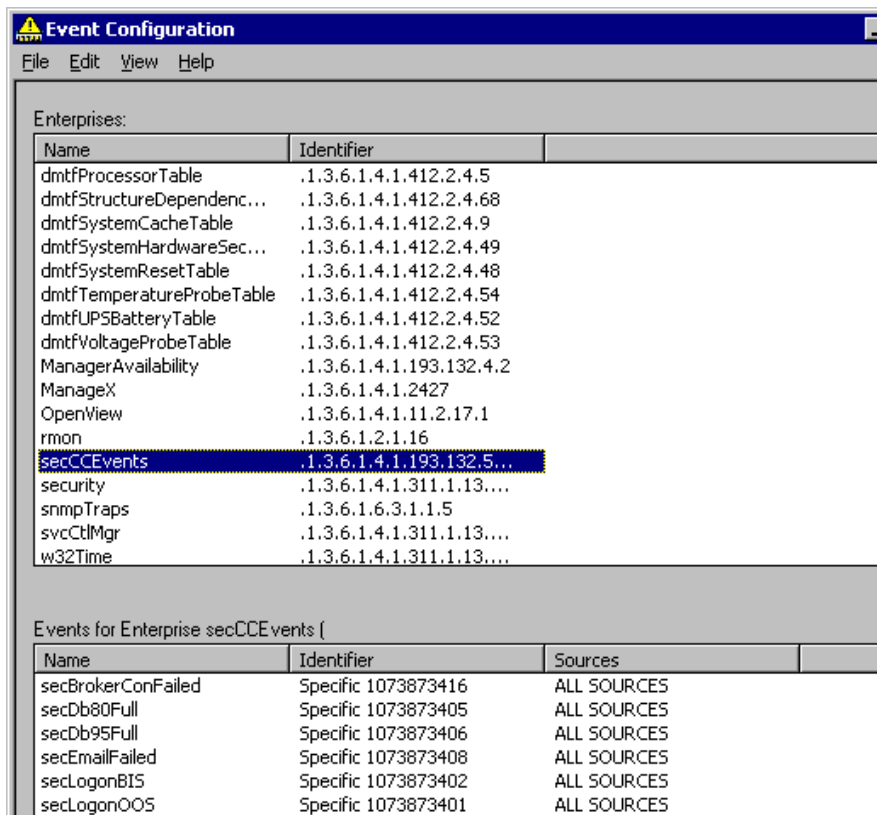 Event Configuration
File Edit View Help
Enterprises:
Name Identifier
dmtfProcessorTable .1.3.6.1.4.1.412.2.4.5
dmtfStructureDependenc... .1.3.6.1.4.1.412.2.4.68
dmtfSystemCacheTable .1.3.6.1.4.1.412.2.4.9
dmtfSystemHardwareSec... .1.3.6.1.4.1.412.2.4.49
dmtfSystemResetTable .1.3.6.1.4.1.412.2.4.48
dmtfTemperatureProbeTable .1.3.6.1.4.1.412.2.4.54
dmtfUPSBatteryTable .1.3.6.1.4.1.412.2.4.52
dmtfVoltageProbeTable .1.3.6.1.4.1.412.2.4.53
ManagerAvailability .1.3.6.1.4.1.193.132.4.2
ManageX .1.3.6.1.4.1.2427
OpenView .1.3.6.1.4.1.11.2.17.1
rmon .1.3.6.1.2.1.16
secCCEvents .1.3.6.1.4.1.193.132.5...
security .1.3.6.1.4.1.311.1.13....
snmpTraps .1.3.6.1.6.3.1.1.5
svcCtlMgr .1.3.6.1.4.1.311.1.13....
w32Time .1.3.6.1.4.1.311.1.13....
Events for Enterprise secCCEvents (
Name Identifier Sources
secBrokerConFailed Specific 1073873416 ALL SOURCES
secDb80Full Specific 1073873405 ALL SOURCES
secDb95Full Specific 1073873406 ALL SOURCES
secEmailFailed Specific 1073873408 ALL SOURCES
secLogonBIS Specific 1073873402 ALL SOURCES
secLogonOOS Specific 1073873401 ALL SOURCES